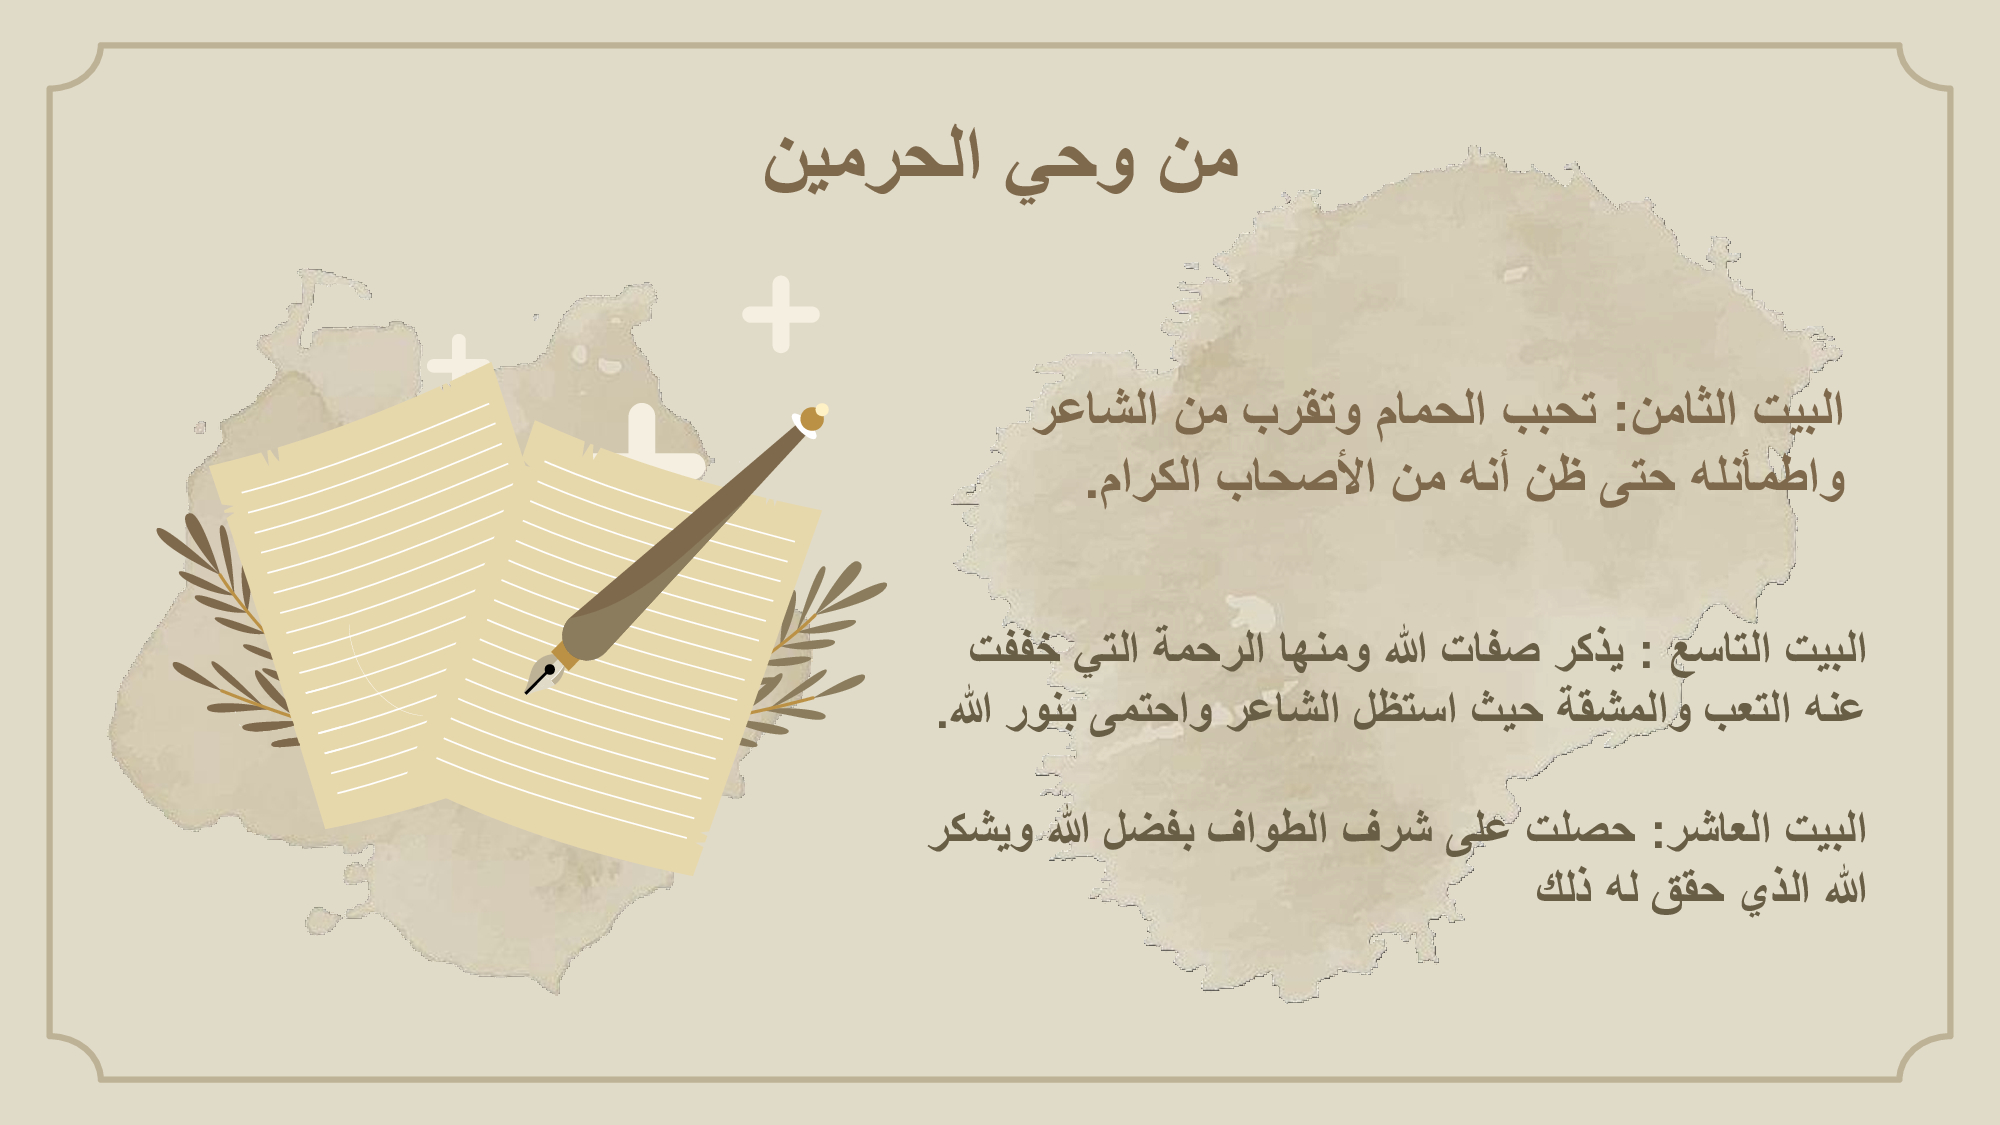 من وحي الحرمين
البيت الثامن: تحبب الحمام وتقرب من الشاعر
واطمأنله حتى ظن أنه من الأصحاب الكرام.
البيت التاسع : يذكر صفات الله ومنها الرحمة التي خففت
عنه التعب والمشقة حيث استظل الشاعر واحتمى بنور الله.
البيت العاشر: حصلت على شرف الطواف بفضل الله ويشكر
الله الذي حقق له ذلك